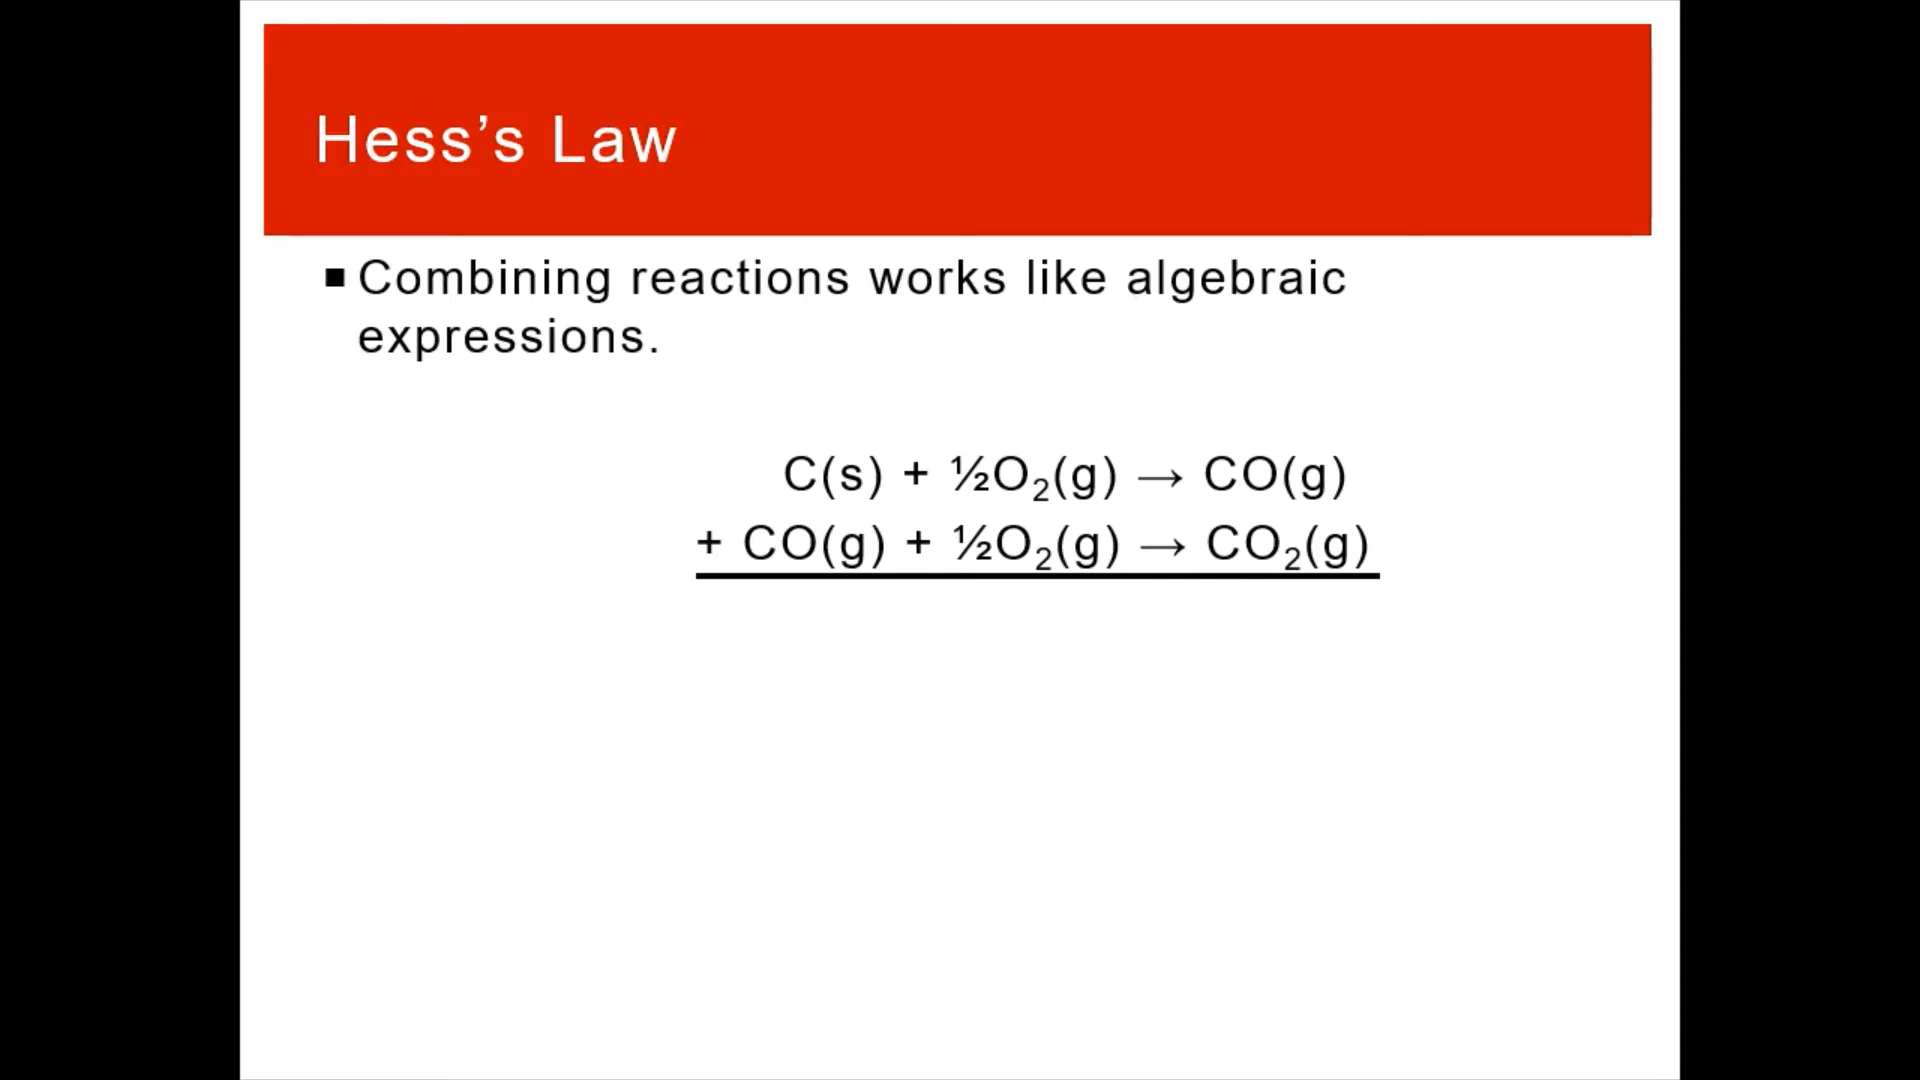 Hess’s Law
▪ Combining reactions works like algebraic
expressions.
C(s) + ½O₂(g) → CO(g)
+ CO(g) + ½O₂(g) → CO₂(g)